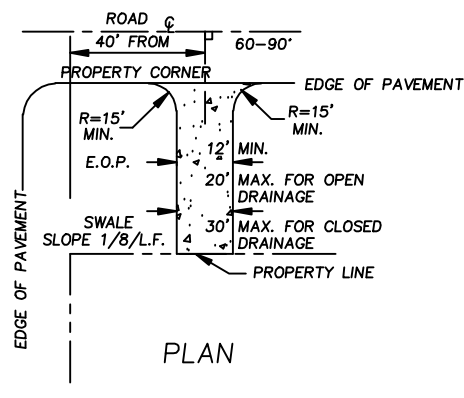 ROAD ℄
40' FROM
60-90°
PROPERTY CORNER
EDGE OF PAVEMENT
R=15'
MIN.
R=15'
MIN.
12' MIN.
E.O.P.
20' MAX. FOR OPEN
DRAINAGE
SWALE
SLOPE 1/8/L.F.
30' MAX. FOR CLOSED
DRAINAGE
PROPERTY LINE
EDGE OF PAVEMENT
PLAN